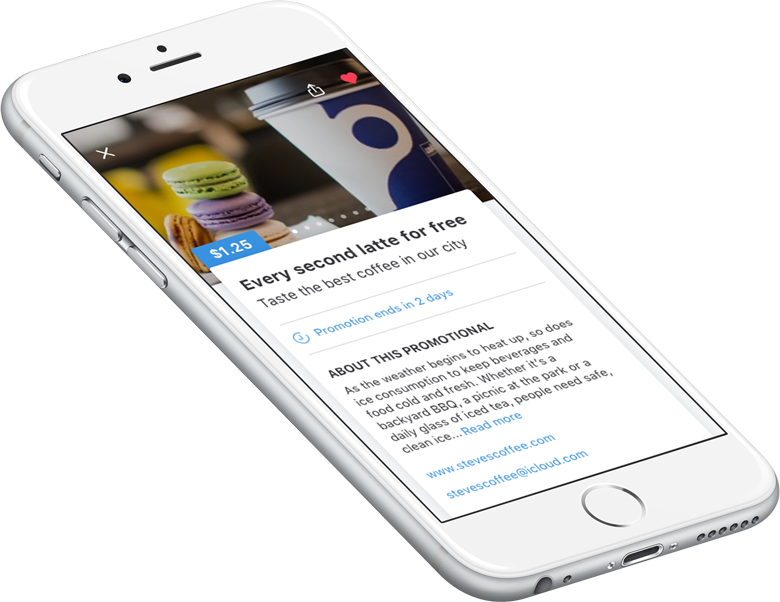 $1.25
Every second latte for free
Taste the best coffee in our city
Promotion ends in 2 days
ABOUT THIS PROMOTIONAL
As the weather begins to heat up, so does
ice consumption to keep beverages and
food cold and fresh. Whether it's a
backyard BBQ, a picnic at the park or a
daily glass of iced tea, people need safe,
clean ice... Read more
www.stevescoffee.com
stevescoffee@icloud.com